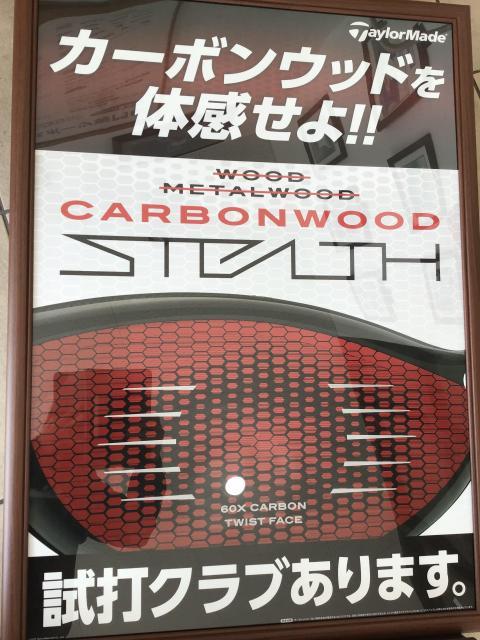 TaylorMade
カーボンウッドを
体感せよ!!
WOOD
METALWOOD
CARBONWOOD
STEALTH
60X CARBON
TWIST FACE
試打クラブあります。